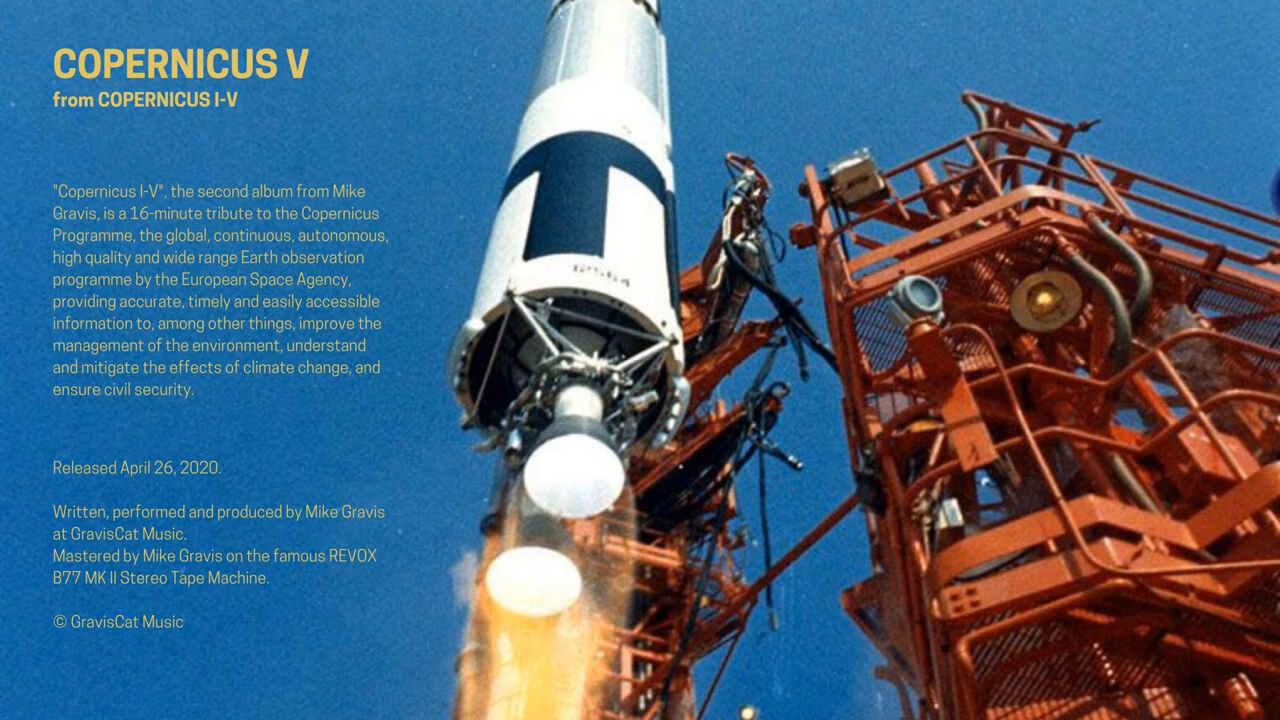 COPERNICUS V
from COPERNICUS I-V
"Copernicus I-V", the second album from Mike
Gravis, is a 16-minute tribute to the Copernicus
Programme, the global, continuous, autonomous,
high quality and wide range Earth observation
programme by the European Space Agency,
providing accurate, timely and easily accessible
information to, among other things, improve the
management of the environment, understand
and mitigate the effects of climate change, and
ensure civil security.
Released April 26, 2020.
Written, performed and produced by Mike Gravis
at GravisCat Music.
Mastered by Mike Gravis on the famous REVOX
B77 MK II Stereo Tape Machine.
© GravisCat Music